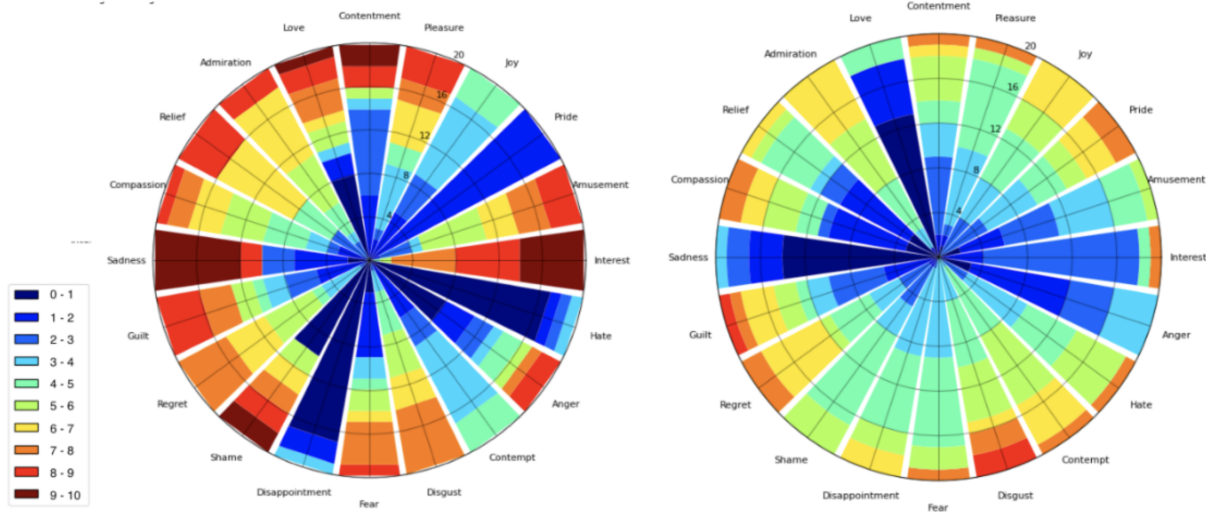 Contentment
Love
Pleasure
Admiration
20
Joy
16
Relief
Pride
12
Compassion
8
Amusement
4
Sadness
Interest
Guilt
Hate
Regret
Anger
Shame
Contempt
Disappointment
Disgust
Fear
0 - 1
1 - 2
2 - 3
3 - 4
4 - 5
5 - 6
6 - 7
7 - 8
8 - 9
9 - 10
Contentment
Love
Pleasure
20
Admiration
Joy
16
Relief
Pride
12
Compassion
8
Amusement
4
Sadness
Interest
Guilt
Anger
Regret
Hate
Shame
Contempt
Disappointment
Disgust
Fear